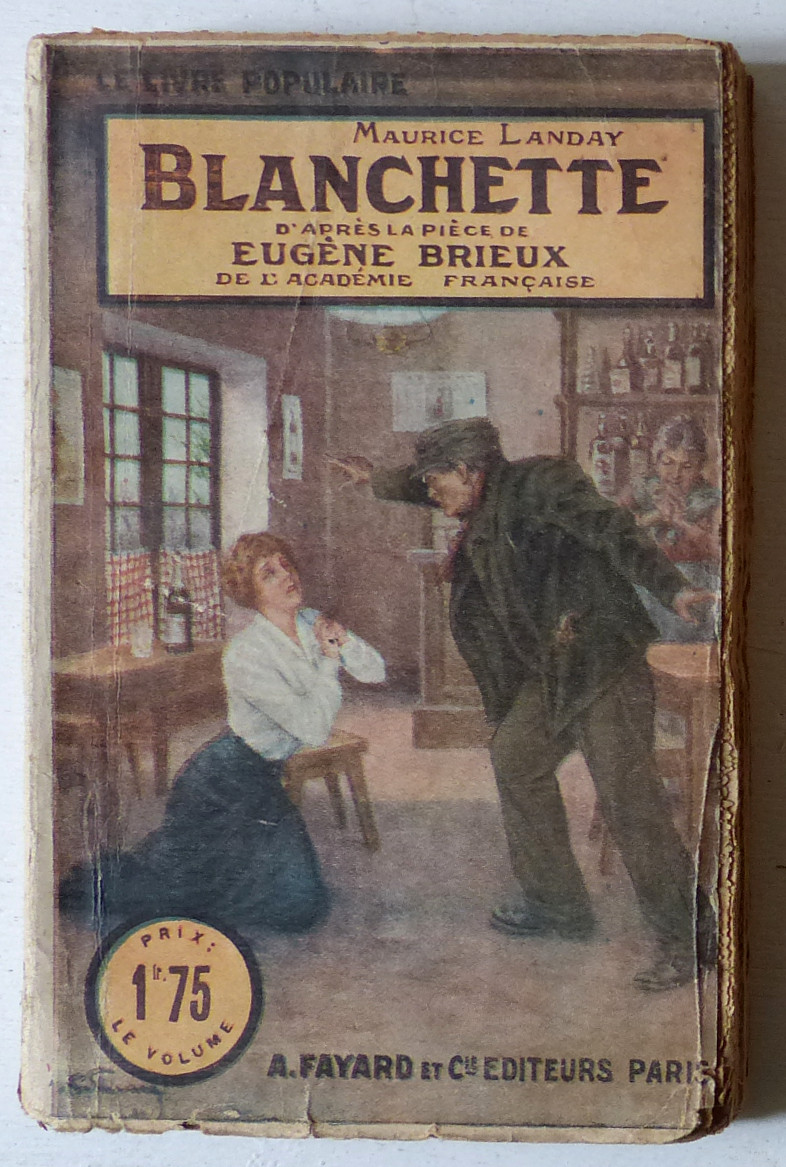 LE LIVRE POPULAIRE
MAURICE LANDAY
BLANCHETTE
D'APRÈS LA PIÈCE DE
EUGÈNE BRIEUX
DE L'ACADÉMIE FRANÇAISE
PRIX:
1fr.75
LE VOLUME
A. FAYARD ET Cie EDITEURS PARIS